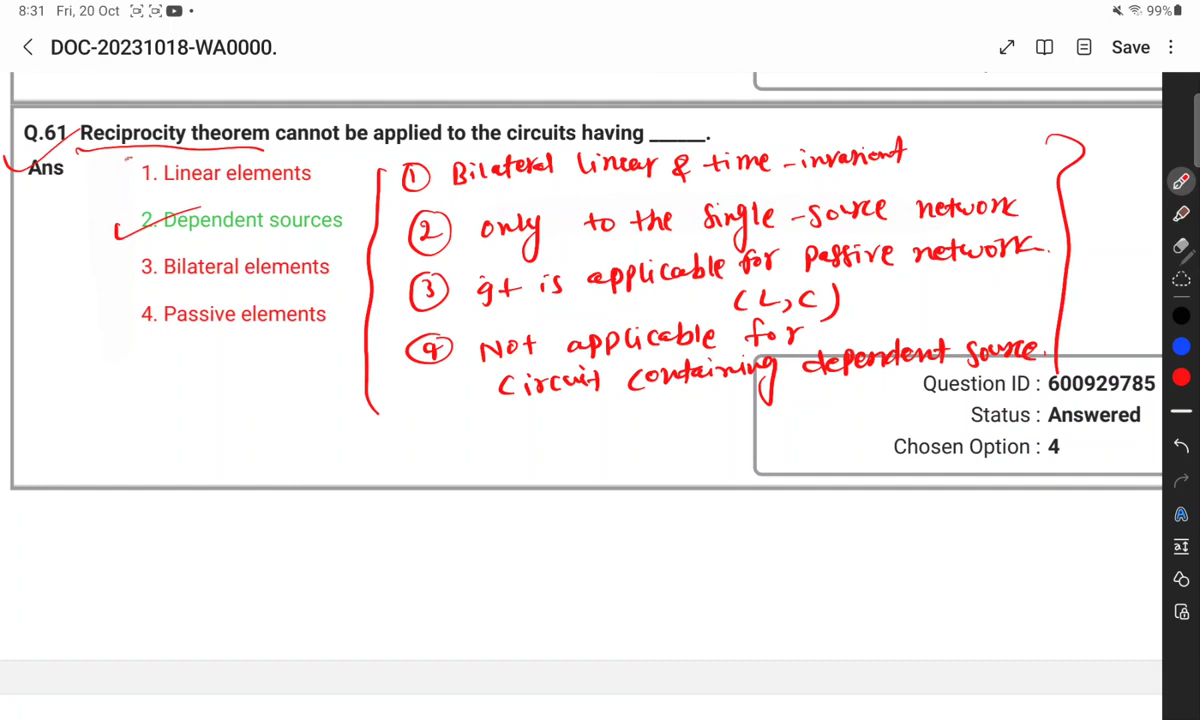 8:31 Fri, 20 Oct
99%
DOC-20231018-WA0000.
Save
Q.61 Reciprocity theorem cannot be applied to the circuits having _____.
Ans
1. Linear elements
2. Dependent sources
3. Bilateral elements
4. Passive elements
① Bilateral linear & time-invarient
② only to the single-source network
③ It is applicable for passive network.
(L,C)
④ Not applicable for
circuit containing dependent source.
Question ID : 600929785
Status : Answered
Chosen Option : 4